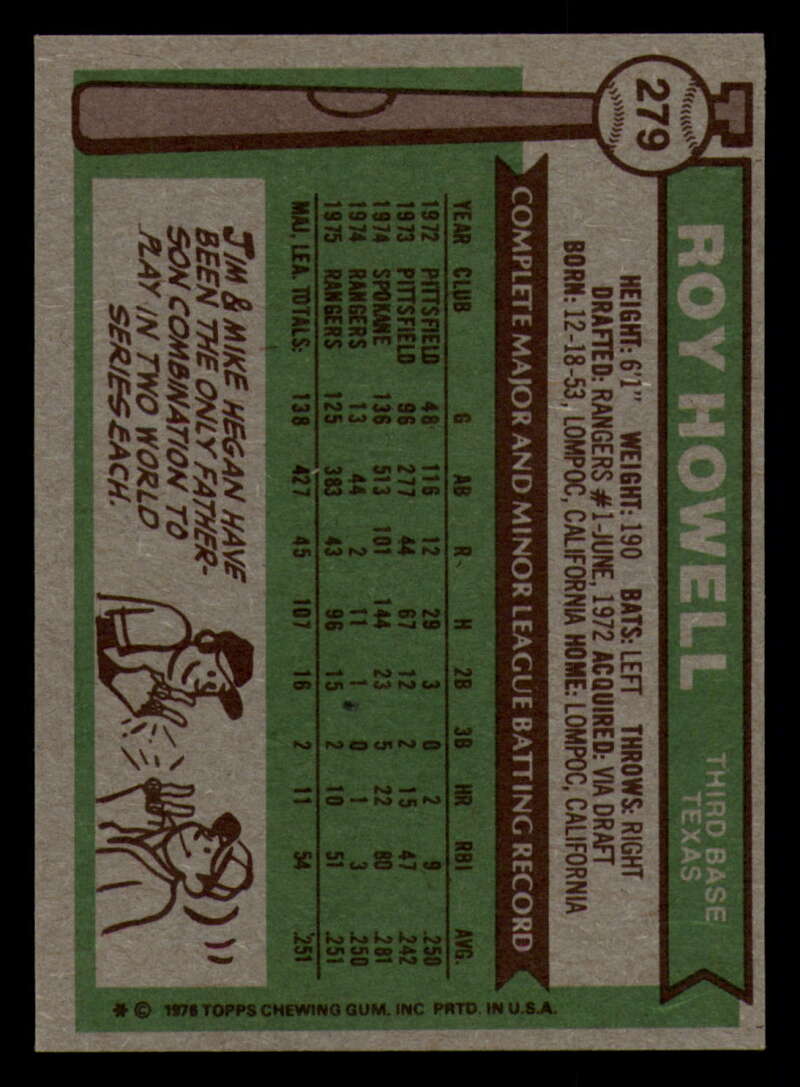 279
ROY HOWELL
THIRD BASE
TEXAS
HEIGHT: 6'1" WEIGHT: 190 BATS: LEFT THROWS: RIGHT
DRAFTED: RANGERS #1-JUNE, 1972 ACQUIRED: VIA DRAFT
BORN: 12-18-53, LOMPOC, CALIFORNIA HOME: LOMPOC, CALIFORNIA
COMPLETE MAJOR AND MINOR LEAGUE BATTING RECORD
YEAR CLUB G AB R H 2B 3B HR RBI AVG.
1972 PITTSFIELD 48 116 12 29 3 0 2 9 .250
1973 PITTSFIELD 96 277 44 67 12 2 15 47 .242
1974 SPOKANE 136 513 101 144 23 5 22 80 .281
1974 RANGERS 13 44 2 11 1 0 1 3 .250
1975 RANGERS 125 383 43 96 15 2 10 51 .251
MAJ. LEA. TOTALS: 138 427 45 107 16 2 11 54 .251
JIM & MIKE HEGAN HAVE
BEEN THE ONLY FATHER-
SON COMBINATION TO
PLAY IN TWO WORLD
SERIES EACH.
* © 1976 TOPPS CHEWING GUM, INC PRTD. IN U.S.A.